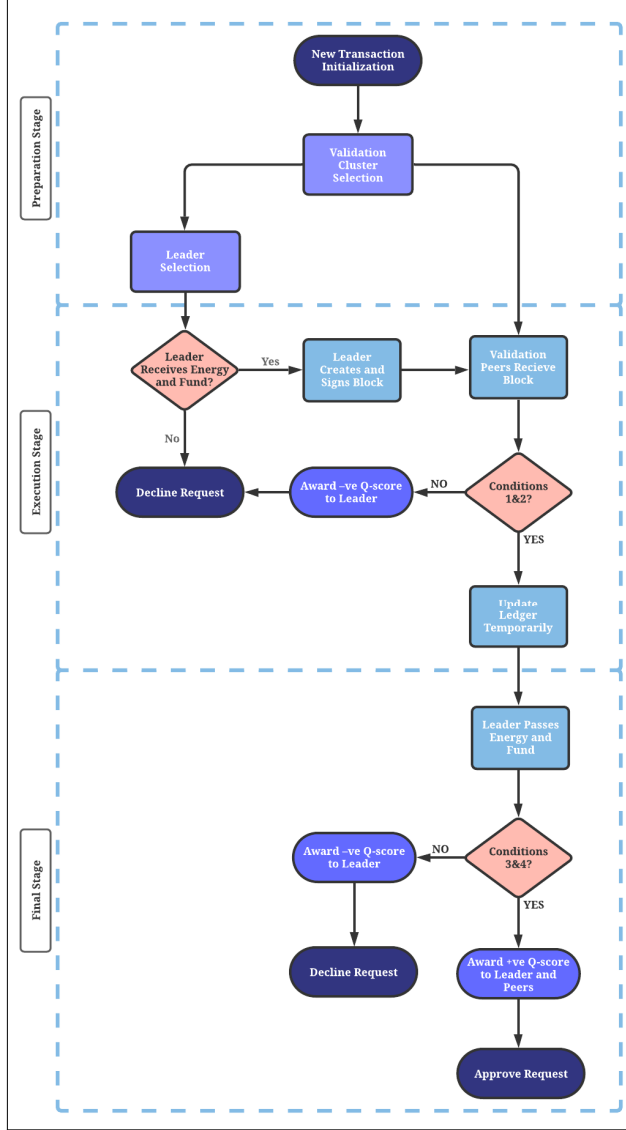 Preparation Stage
New Transaction
Initialization
Validation
Cluster
Selection
Leader
Selection
Execution Stage
Leader
Receives Energy
and Fund?
Yes
Leader
Creates and
Signs Block
Validation
Peers Recieve
Block
No
Decline Request
Award –ve Q-score
to Leader
NO
Conditions
1&2?
YES
Update
Ledger
Temporarily
Final Stage
Leader Passes
Energy and
Fund
Award –ve Q-score
to Leader
NO
Conditions
3&4?
YES
Decline Request
Award +ve Q-score
to Leader and
Peers
Approve Request